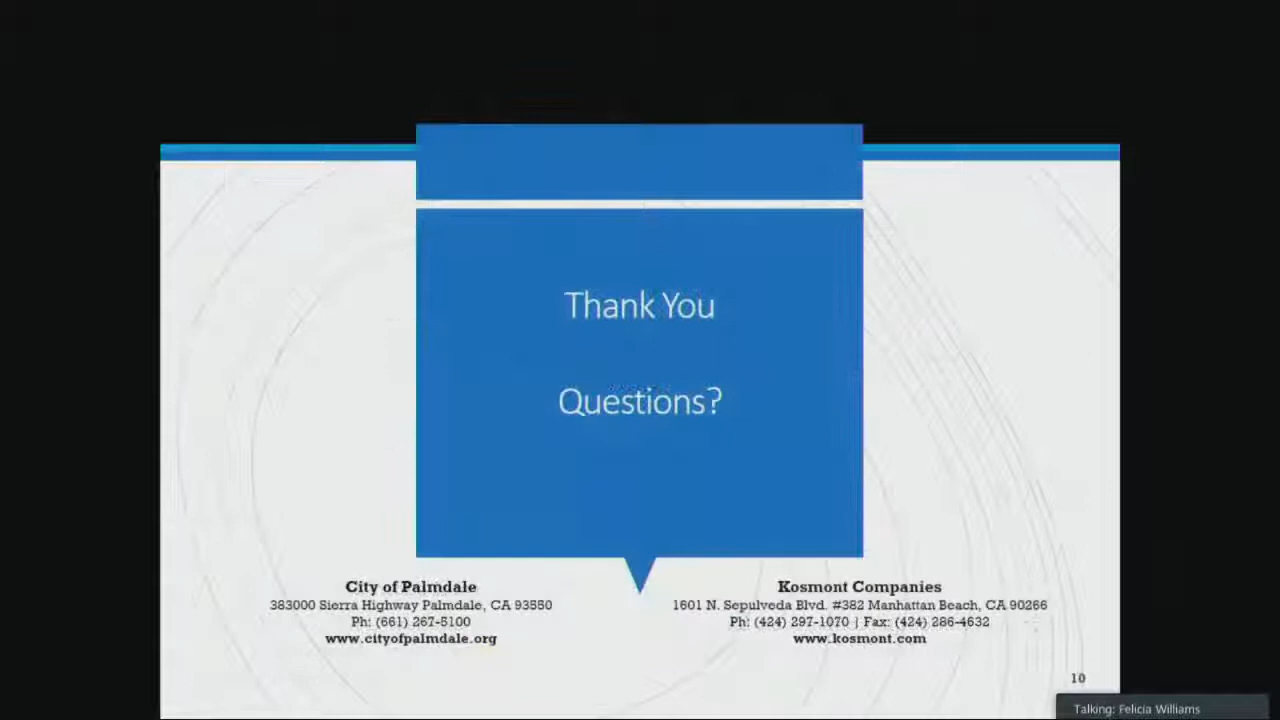 Thank You
Questions?
City of Palmdale
383000 Sierra Highway Palmdale, CA 93550
Ph: (661) 267-5100
www.cityofpalmdale.org
Kosmont Companies
1601 N. Sepulveda Blvd. #382 Manhattan Beach, CA 90266
Ph: (424) 297-1070 | Fax: (424) 286-4632
www.kosmont.com
10
Talking: Felicia Williams